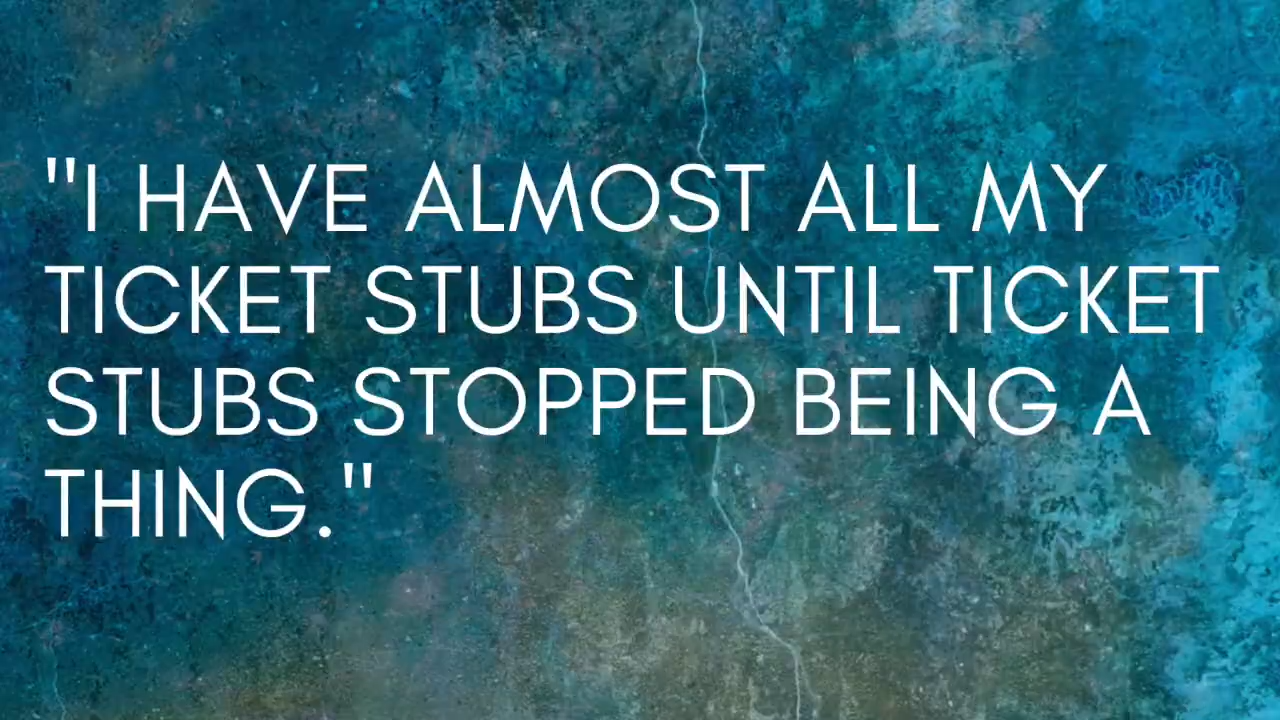 "I HAVE ALMOST ALL MY
TICKET STUBS UNTIL TICKET
STUBS STOPPED BEING A
THING."